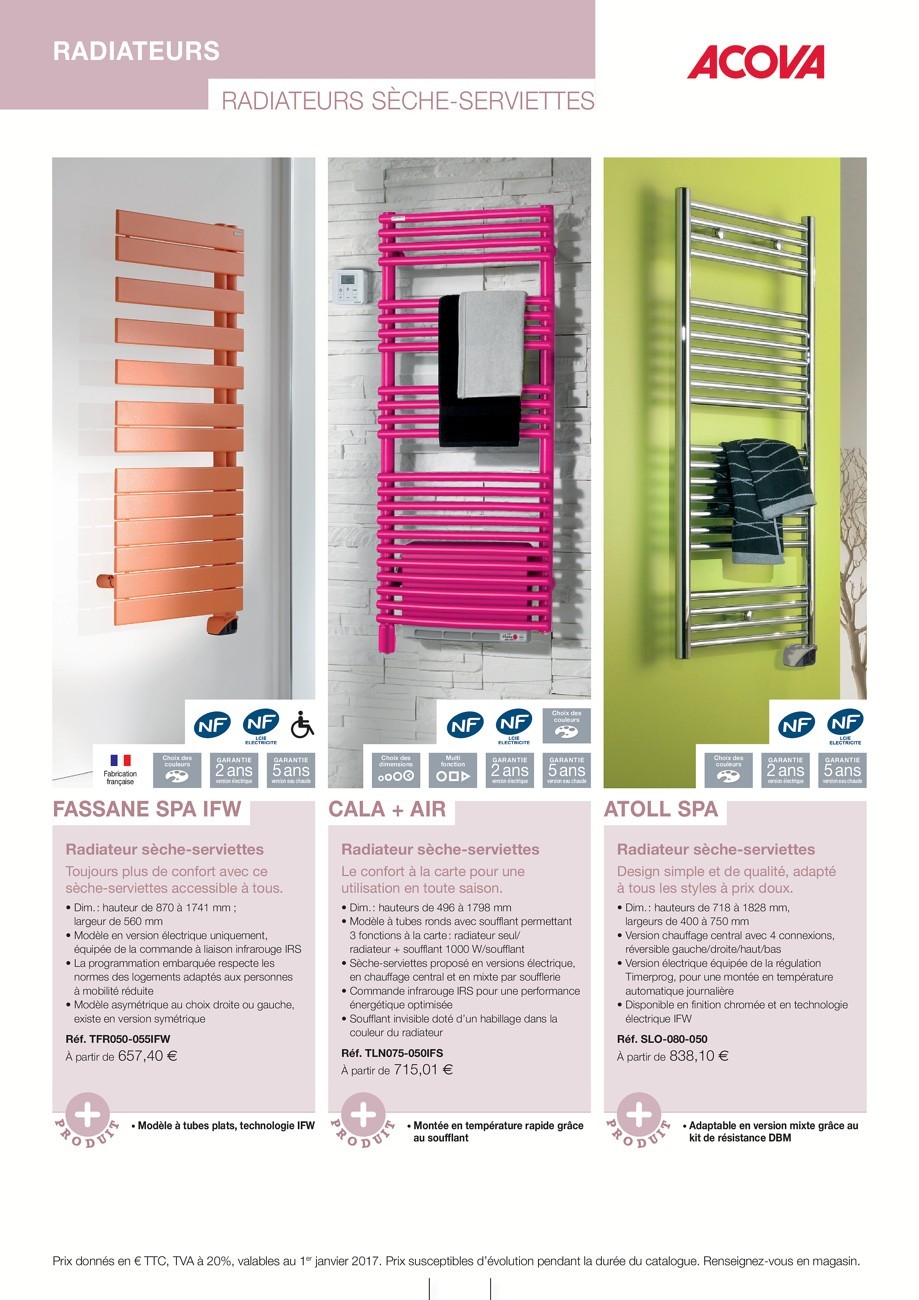 RADIATEURS
RADIATEURS SÈCHE-SERVIETTES
ACOVA
NF
NF
LCIE
ELECTRICITE
Fabrication
française
Choix des
couleurs
GARANTIE
2 ans
version électrique
GARANTIE
5 ans
version eau chaude
NF
NF
LCIE
ELECTRICITE
Choix des
couleurs
Choix des
dimensions
Multi
fonction
GARANTIE
2 ans
version électrique
GARANTIE
5 ans
version eau chaude
NF
NF
LCIE
ELECTRICITE
Choix des
couleurs
GARANTIE
2 ans
version électrique
GARANTIE
5 ans
version eau chaude
FASSANE SPA IFW
Radiateur sèche-serviettes
Toujours plus de confort avec ce
sèche-serviettes accessible à tous.
• Dim. : hauteur de 870 à 1741 mm ;
largeur de 560 mm
• Modèle en version électrique uniquement,
équipée de la commande à liaison infrarouge IRS
• La programmation embarquée respecte les
normes des logements adaptés aux personnes
à mobilité réduite
• Modèle asymétrique au choix droite ou gauche,
existe en version symétrique
Réf. TFR050-055IFW
À partir de 657,40 €
PRODUIT
• Modèle à tubes plats, technologie IFW
CALA + AIR
Radiateur sèche-serviettes
Le confort à la carte pour une
utilisation en toute saison.
• Dim. : hauteurs de 496 à 1798 mm
• Modèle à tubes ronds avec soufflant permettant
3 fonctions à la carte : radiateur seul/
radiateur + soufflant 1000 W/soufflant
• Sèche-serviettes proposé en versions électrique,
en chauffage central et en mixte par soufflerie
• Commande infrarouge IRS pour une performance
énergétique optimisée
• Soufflant invisible doté d’un habillage dans la
couleur du radiateur
Réf. TLN075-050IFS
À partir de 715,01 €
PRODUIT
• Montée en température rapide grâce
au soufflant
ATOLL SPA
Radiateur sèche-serviettes
Design simple et de qualité, adapté
à tous les styles à prix doux.
• Dim. : hauteurs de 718 à 1828 mm,
largeurs de 400 à 750 mm
• Version chauffage central avec 4 connexions,
réversible gauche/droite/haut/bas
• Version électrique équipée de la régulation
Timerprog, pour une montée en température
automatique journalière
• Disponible en finition chromée et en technologie
électrique IFW
Réf. SLO-080-050
À partir de 838,10 €
PRODUIT
• Adaptable en version mixte grâce au
kit de résistance DBM
Prix donnés en € TTC, TVA à 20%, valables au 1er janvier 2017. Prix susceptibles d’évolution pendant la durée du catalogue. Renseignez-vous en magasin.